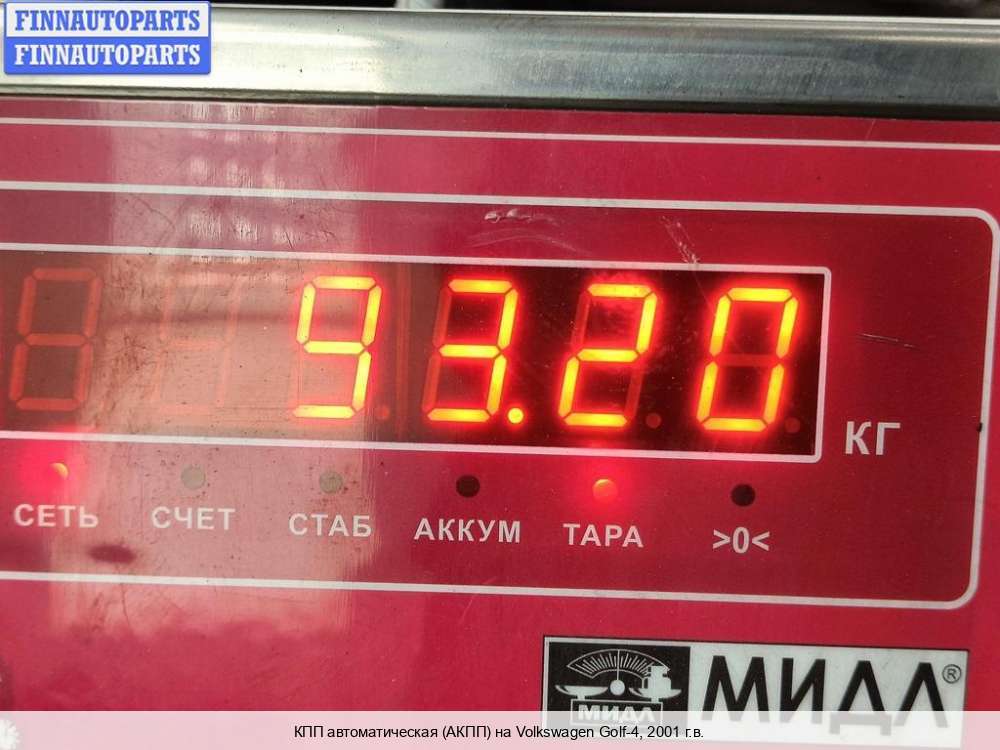 FINNAUTOPARTS
FINNAUTOPARTS
93.20
КГ
СЕТЬ СЧЕТ СТАБ АККУМ ТАРА >0<
МИДЛ МИДЛ®
КПП автоматическая (АКПП) на Volkswagen Golf-4, 2001 г.в.